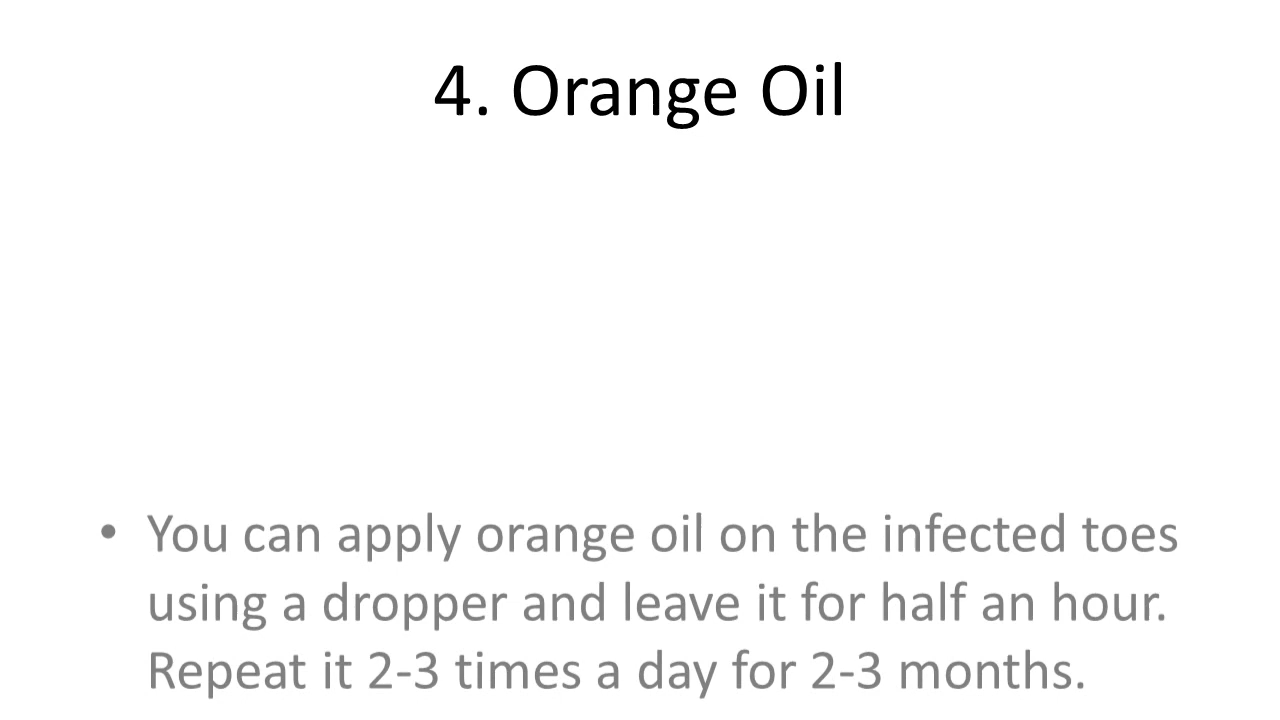 4. Orange Oil
• You can apply orange oil on the infected toes
using a dropper and leave it for half an hour.
Repeat it 2-3 times a day for 2-3 months.